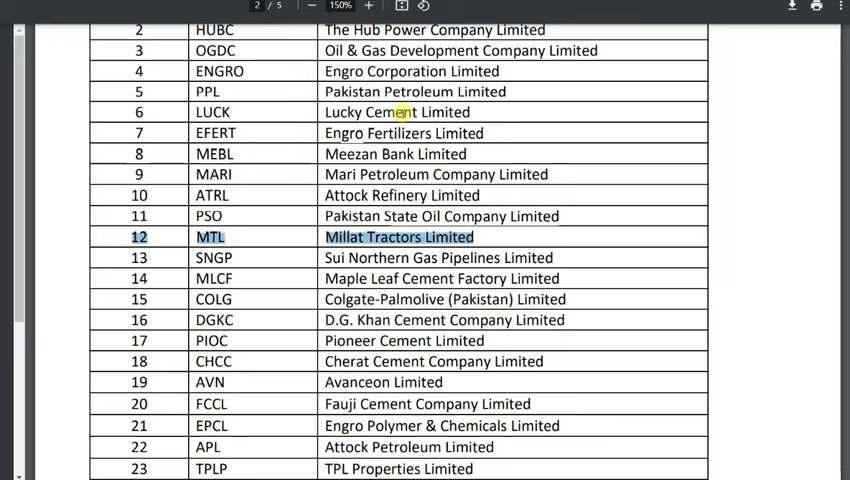 2 / 5 150%
2 HUBC The Hub Power Company Limited
3 OGDC Oil & Gas Development Company Limited
4 ENGRO Engro Corporation Limited
5 PPL Pakistan Petroleum Limited
6 LUCK Lucky Cement Limited
7 EFERT Engro Fertilizers Limited
8 MEBL Meezan Bank Limited
9 MARI Mari Petroleum Company Limited
10 ATRL Attock Refinery Limited
11 PSO Pakistan State Oil Company Limited
12 MTL Millat Tractors Limited
13 SNGP Sui Northern Gas Pipelines Limited
14 MLCF Maple Leaf Cement Factory Limited
15 COLG Colgate-Palmolive (Pakistan) Limited
16 DGKC D.G. Khan Cement Company Limited
17 PIOC Pioneer Cement Limited
18 CHCC Cherat Cement Company Limited
19 AVN Avanceon Limited
20 FCCL Fauji Cement Company Limited
21 EPCL Engro Polymer & Chemicals Limited
22 APL Attock Petroleum Limited
23 TPLP TPL Properties Limited